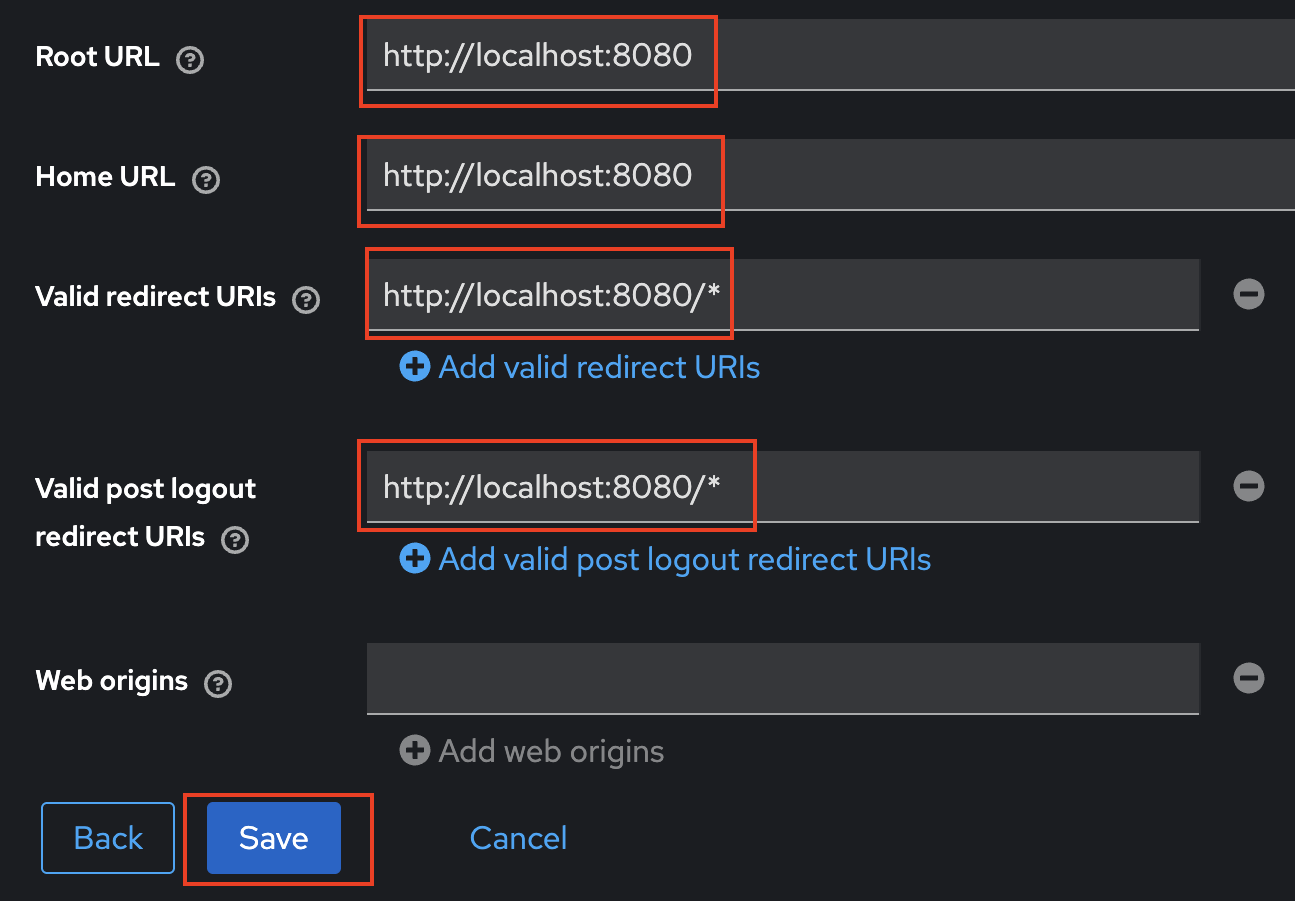 Root URL
http://localhost:8080
Home URL
http://localhost:8080
Valid redirect URIs
http://localhost:8080/*
Add valid redirect URIs
Valid post logout
redirect URIs
http://localhost:8080/*
Add valid post logout redirect URIs
Web origins
Add web origins
Back Save Cancel